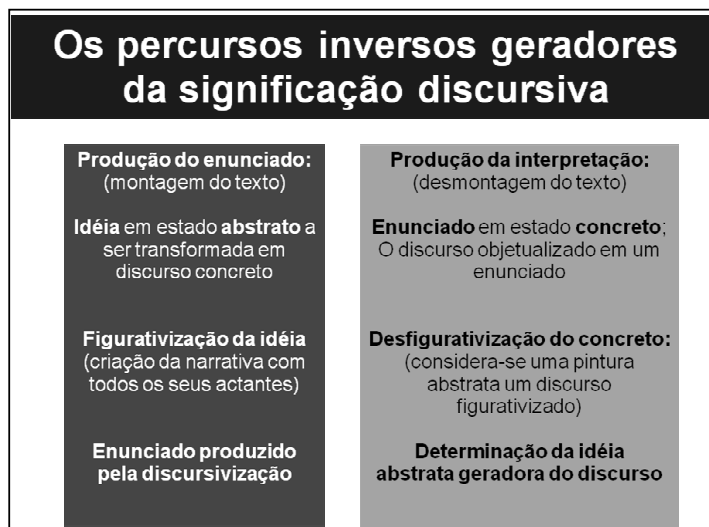 Os percursos inversos geradores
da significação discursiva
Produção do enunciado:
(montagem do texto)
Idéia em estado abstrato a
ser transformada em
discurso concreto
Figurativização da idéia
(criação da narrativa com
todos os seus actantes)
Enunciado produzido
pela discursivização
Produção da interpretação:
(desmontagem do texto)
Enunciado em estado concreto;
O discurso objetualizado em um
enunciado
Desfigurativização do concreto:
(considera-se uma pintura
abstrata um discurso
figurativizado)
Determinação da idéia
abstrata geradora do discurso